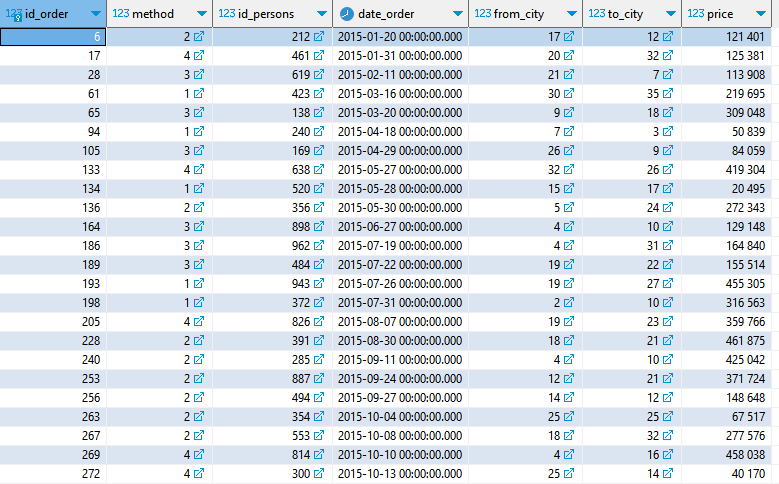 123 id_order 123 method 123 id_persons date_order 123 from_city 123 to_city 123 price
6 2 212 2015-01-20 00:00:00.000 17 12 121 401
17 4 461 2015-01-31 00:00:00.000 20 32 125 381
28 3 619 2015-02-11 00:00:00.000 21 7 113 908
61 1 423 2015-03-16 00:00:00.000 30 35 219 695
65 3 138 2015-03-20 00:00:00.000 9 18 309 048
94 1 240 2015-04-18 00:00:00.000 7 3 50 839
105 3 169 2015-04-29 00:00:00.000 26 9 84 059
133 4 638 2015-05-27 00:00:00.000 32 26 419 304
134 1 520 2015-05-28 00:00:00.000 15 17 20 495
136 2 356 2015-05-30 00:00:00.000 5 24 272 343
164 3 898 2015-06-27 00:00:00.000 4 10 129 148
186 3 962 2015-07-19 00:00:00.000 4 31 164 840
189 3 484 2015-07-22 00:00:00.000 19 22 155 514
193 1 943 2015-07-26 00:00:00.000 19 27 455 305
198 1 372 2015-07-31 00:00:00.000 2 10 316 563
205 4 826 2015-08-07 00:00:00.000 19 23 359 766
228 2 391 2015-08-30 00:00:00.000 18 21 461 875
240 2 285 2015-09-11 00:00:00.000 4 10 425 042
253 2 887 2015-09-24 00:00:00.000 12 21 371 724
256 2 494 2015-09-27 00:00:00.000 14 12 148 648
263 2 354 2015-10-04 00:00:00.000 25 25 67 517
267 2 553 2015-10-08 00:00:00.000 18 32 277 576
269 4 814 2015-10-10 00:00:00.000 4 16 458 038
272 4 300 2015-10-13 00:00:00.000 25 14 40 170